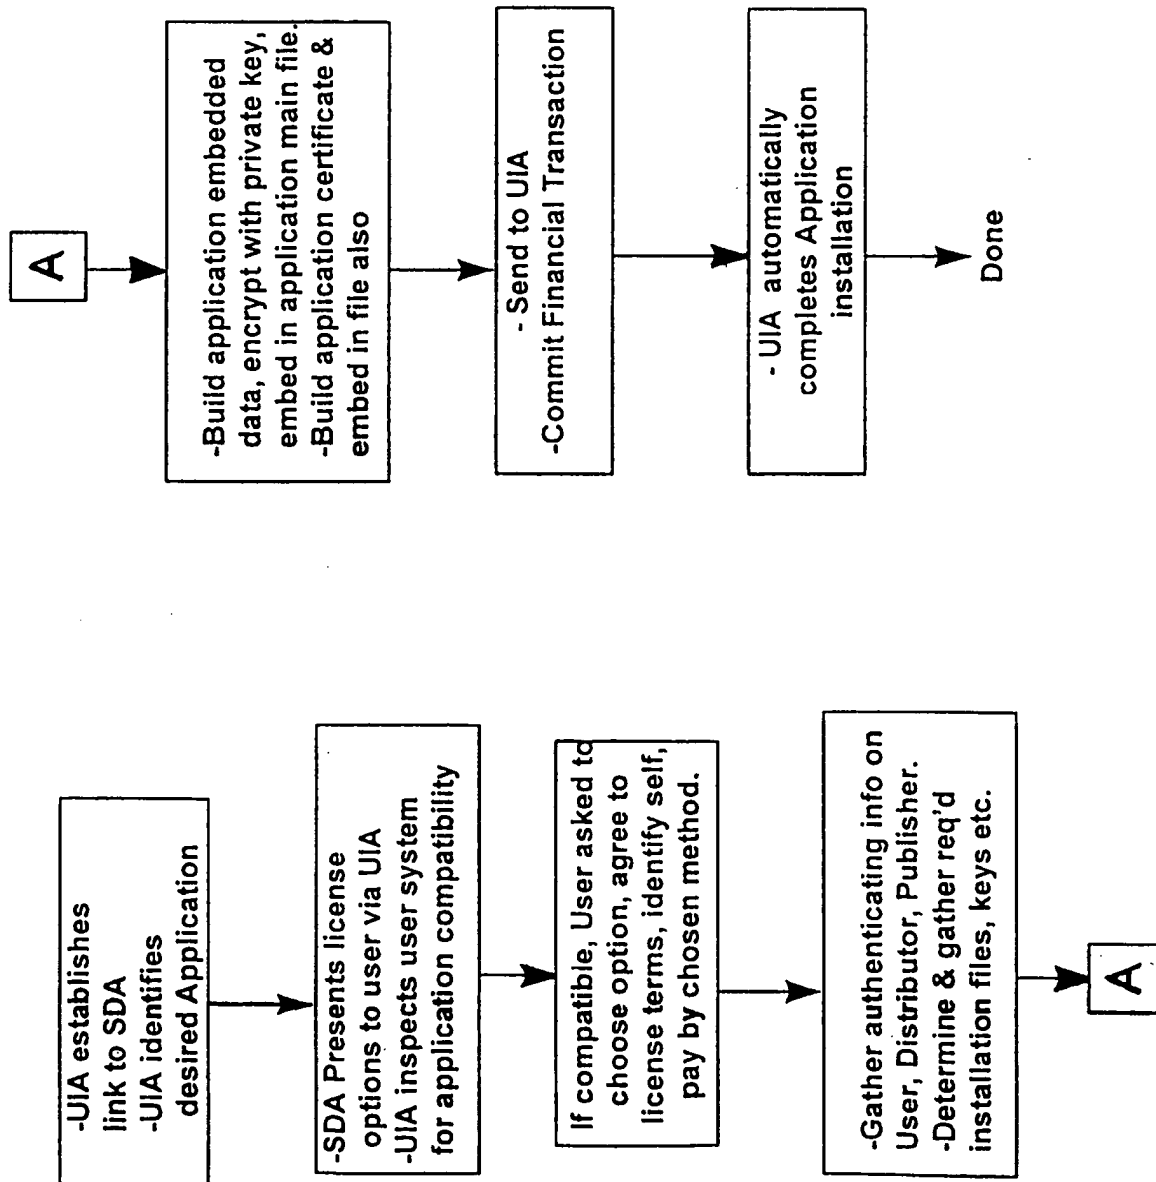 -UIA establishes
link to SDA
-UIA identifies
desired Application
-SDA Presents license
options to user via UIA
-UIA inspects user system
for application compatibility
If compatible, User asked to
choose option, agree to
license terms, identify self,
pay by chosen method.
-Gather authenticating info on
User, Distributor, Publisher.
-Determine & gather req'd
installation files, keys etc.
A
A
-Build application embedded
data, encrypt with private key,
embed in application main file.
-Build application certificate &
embed in file also
- Send to UIA
-Commit Financial Transaction
- UIA automatically
completes Application
installation
Done